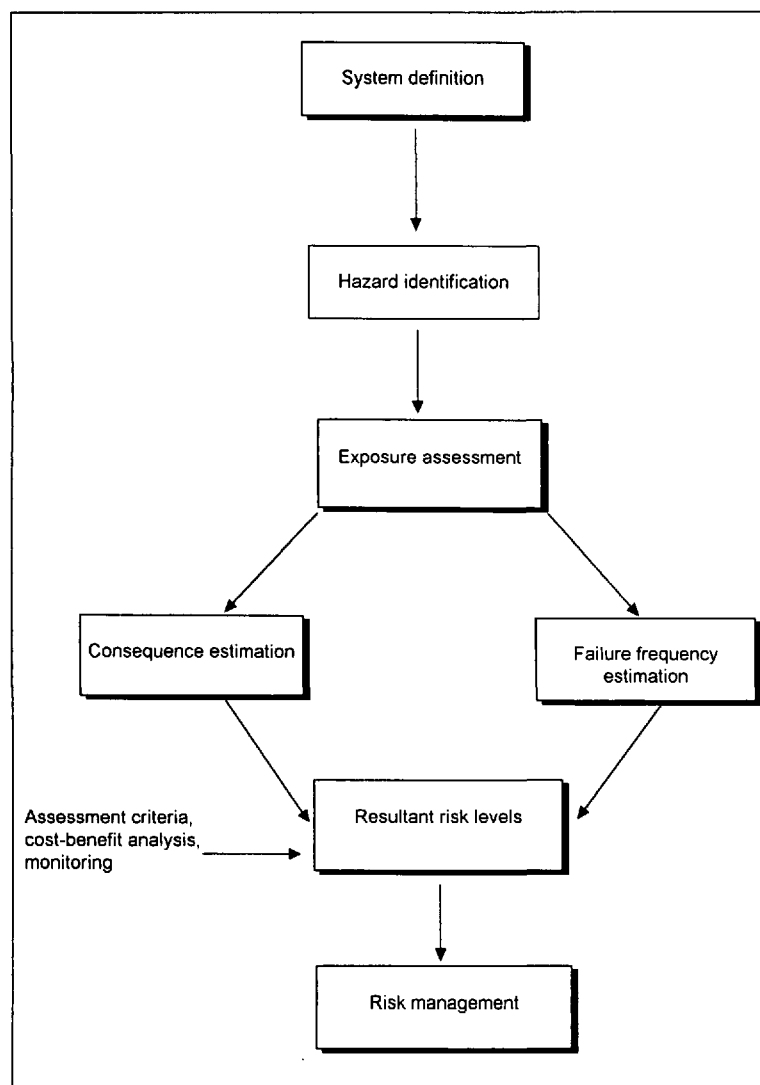 System definition
Hazard identification
Exposure assessment
Consequence estimation
Failure frequency
estimation
Assessment criteria,
cost-benefit analysis,
monitoring
Resultant risk levels
Risk management